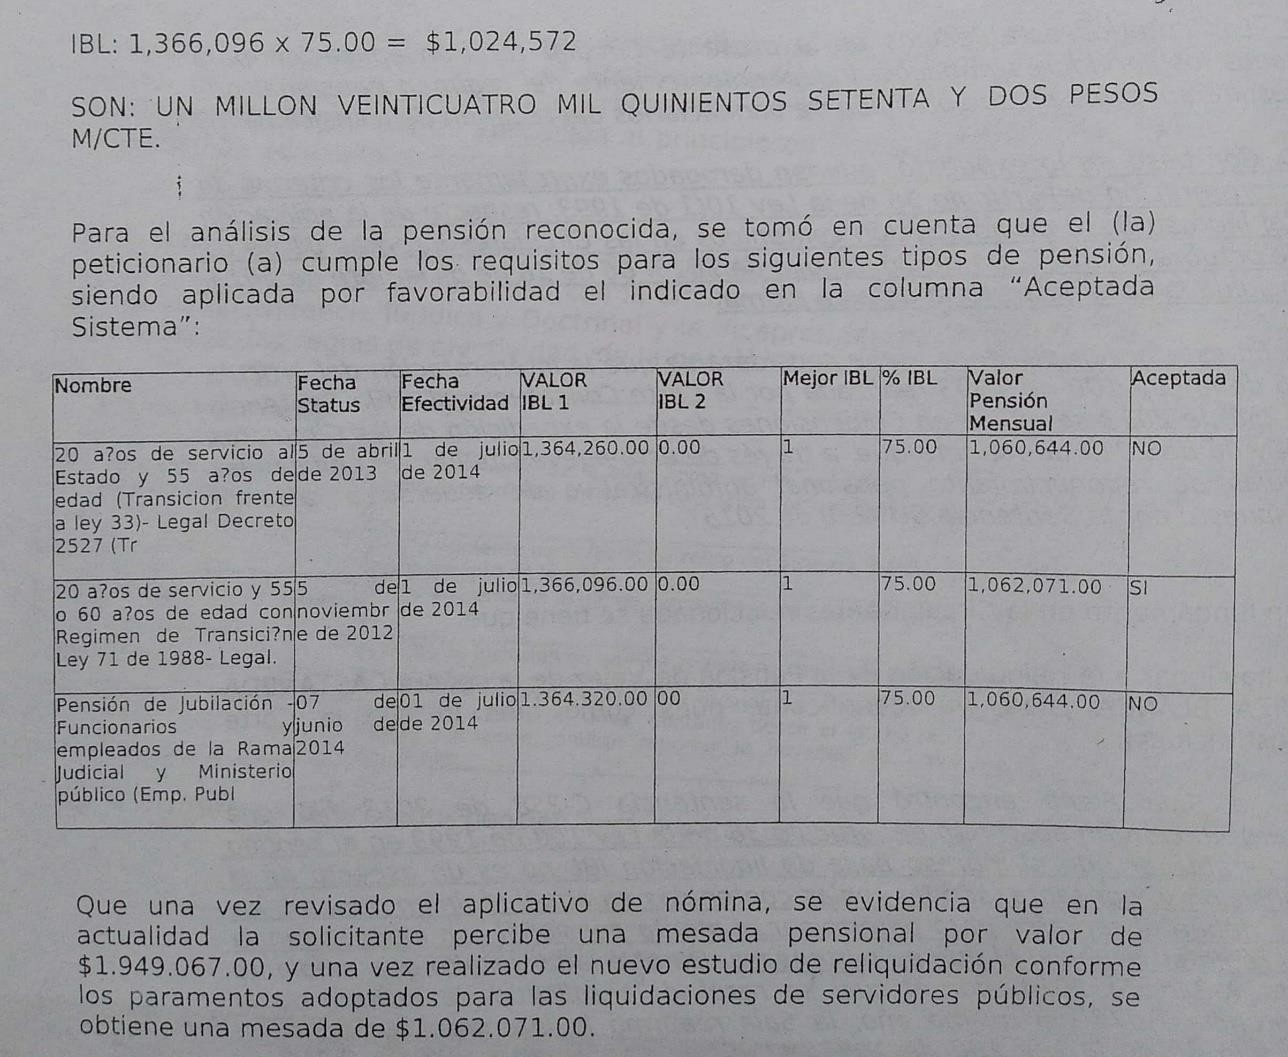 IBL: 1,366,096 x 75.00 = $1,024,572
SON: UN MILLON VEINTICUATRO MIL QUINIENTOS SETENTA Y DOS PESOS
M/CTE.
Para el análisis de la pensión reconocida, se tomó en cuenta que el (la)
peticionario (a) cumple los requisitos para los siguientes tipos de pensión,
siendo aplicada por favorabilidad el indicado en la columna “Aceptada
Sistema”:
Nombre
Fecha
Status
Fecha
Efectividad
VALOR
IBL 1
VALOR
IBL 2
Mejor IBL
% IBL
Valor
Pensión
Mensual
Aceptada
20 a?os de servicio al
Estado y 55 a?os de
edad (Transicion frente
a ley 33)- Legal Decreto
2527 (Tr
5 de abril
de 2013
1 de julio
de 2014
1,364,260.00
0.00
1
75.00
1,060,644.00
NO
20 a?os de servicio y 55
o 60 a?os de edad con
Regimen de Transici?n
Ley 71 de 1988- Legal.
5 de
noviembr
e de 2012
1 de julio
de 2014
1,366,096.00
0.00
1
75.00
1,062,071.00
SI
Pensión de Jubilación -
Funcionarios y
empleados de la Rama
Judicial y Ministerio
público (Emp. Publ
07 de
junio de
2014
01 de julio
de 2014
1.364.320.00
00
1
75.00
1,060,644.00
NO
Que una vez revisado el aplicativo de nómina, se evidencia que en la
actualidad la solicitante percibe una mesada pensional por valor de
$1.949.067.00, y una vez realizado el nuevo estudio de reliquidación conforme
los paramentos adoptados para las liquidaciones de servidores públicos, se
obtiene una mesada de $1.062.071.00.